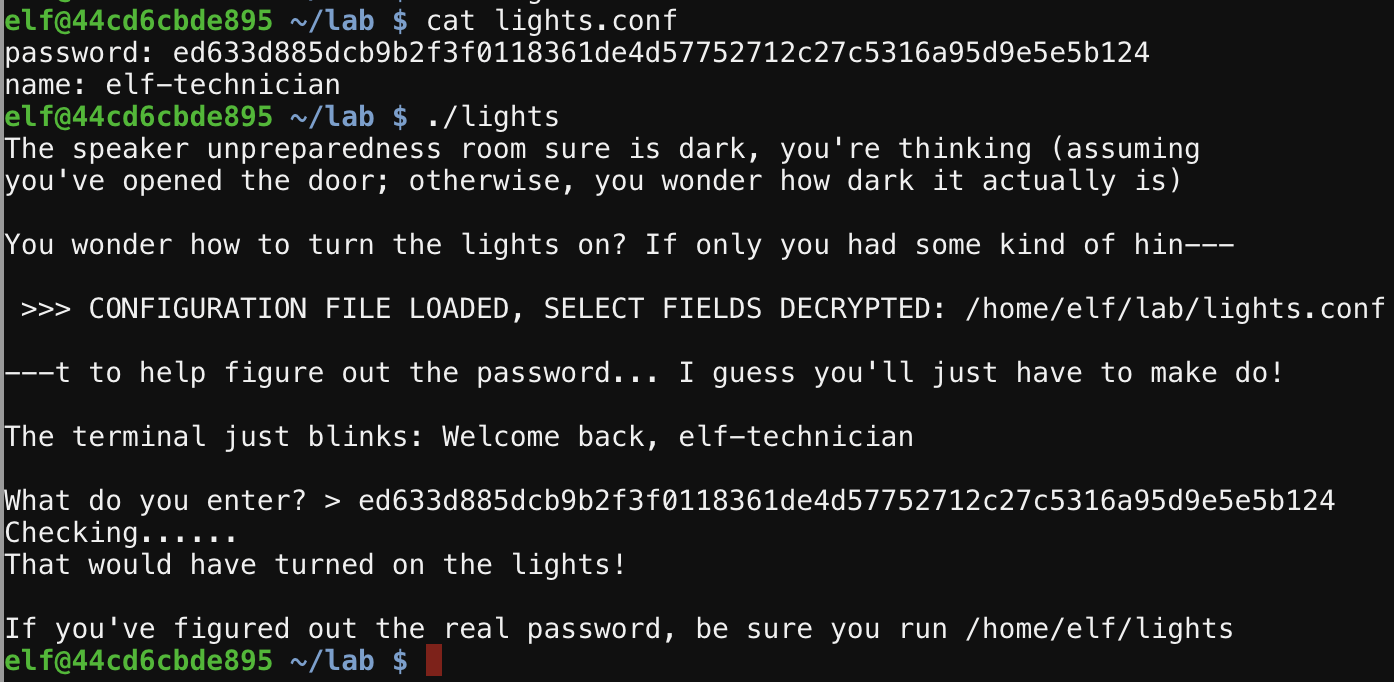 elf@44cd6cbde895 ~/lab $ cat lights.conf
password: ed633d885dcb9b2f3f0118361de4d57752712c27c5316a95d9e5e5b124
name: elf-technician
elf@44cd6cbde895 ~/lab $ ./lights
The speaker unpreparedness room sure is dark, you're thinking (assuming
you've opened the door; otherwise, you wonder how dark it actually is)
You wonder how to turn the lights on? If only you had some kind of hin---
>>> CONFIGURATION FILE LOADED, SELECT FIELDS DECRYPTED: /home/elf/lab/lights.conf
---t to help figure out the password... I guess you'll just have to make do!
The terminal just blinks: Welcome back, elf-technician
What do you enter? > ed633d885dcb9b2f3f0118361de4d57752712c27c5316a95d9e5e5b124
Checking......
That would have turned on the lights!
If you've figured out the real password, be sure you run /home/elf/lights
elf@44cd6cbde895 ~/lab $